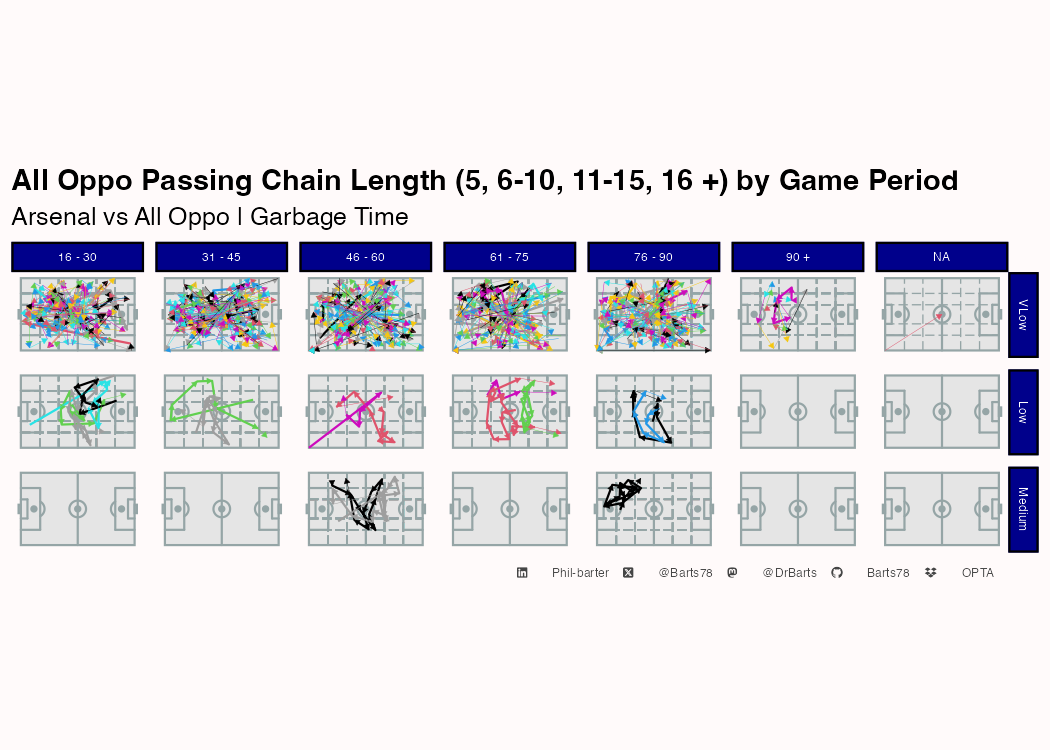 All Oppo Passing Chain Length (5, 6-10, 11-15, 16 +) by Game Period
Arsenal vs All Oppo | Garbage Time
16 - 30
31 - 45
46 - 60
61 - 75
76 - 90
90 +
NA
VLow
Low
Medium
Phil-barter @Barts78 @DrBarts Barts78 OPTA